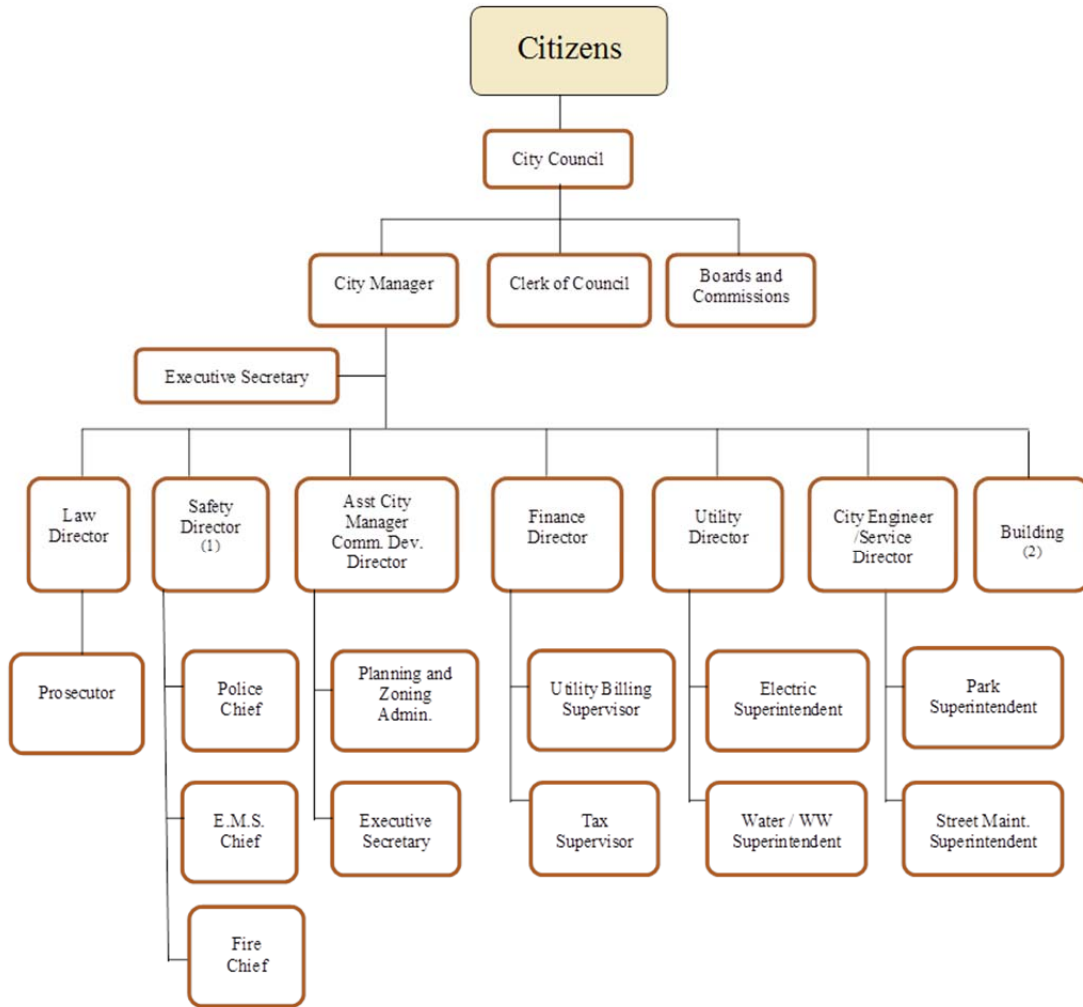 Citizens
City Council
City Manager
Clerk of Council
Boards and
Commissions
Executive Secretary
Law
Director
Safety
Director
(1)
Asst City
Manager
Comm. Dev.
Director
Finance
Director
Utility
Director
City Engineer
/Service
Director
Building
(2)
Prosecutor
Police
Chief
Planning and
Zoning
Admin.
Utility Billing
Supervisor
Electric
Superintendent
Park
Superintendent
E.M.S.
Chief
Executive
Secretary
Tax
Supervisor
Water / WW
Superintendent
Street Maint.
Superintendent
Fire
Chief